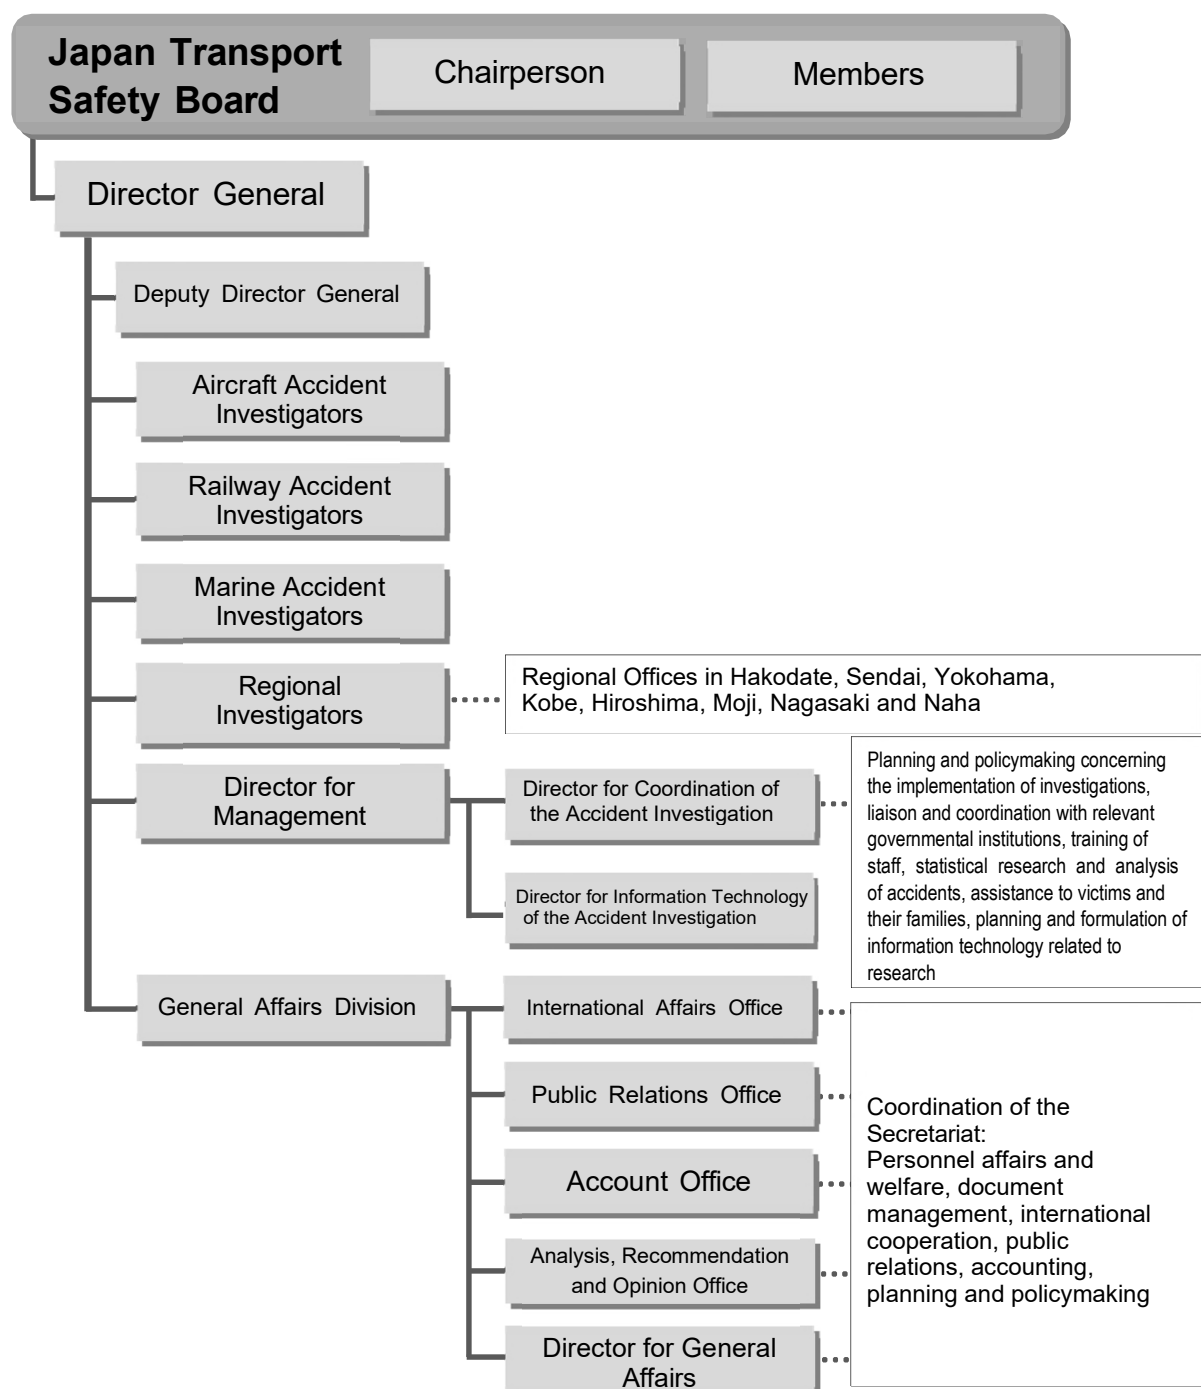 Japan Transport
Safety Board
Chairperson
Members
Director General
Deputy Director General
Aircraft Accident
Investigators
Railway Accident
Investigators
Marine Accident
Investigators
Regional
Investigators
Regional Offices in Hakodate, Sendai, Yokohama,
Kobe, Hiroshima, Moji, Nagasaki and Naha
Director for
Management
Director for Coordination of
the Accident Investigation
Planning and policymaking concerning
the implementation of investigations,
liaison and coordination with relevant
governmental institutions, training of
staff, statistical research and analysis
of accidents, assistance to victims and
their families, planning and formulation of
information technology related to
research
Director for Information Technology
of the Accident Investigation
General Affairs Division
International Affairs Office
Public Relations Office
Account Office
Analysis, Recommendation
and Opinion Office
Director for General
Affairs
Coordination of the
Secretariat:
Personnel affairs and
welfare, document
management, international
cooperation, public
relations, accounting,
planning and policymaking